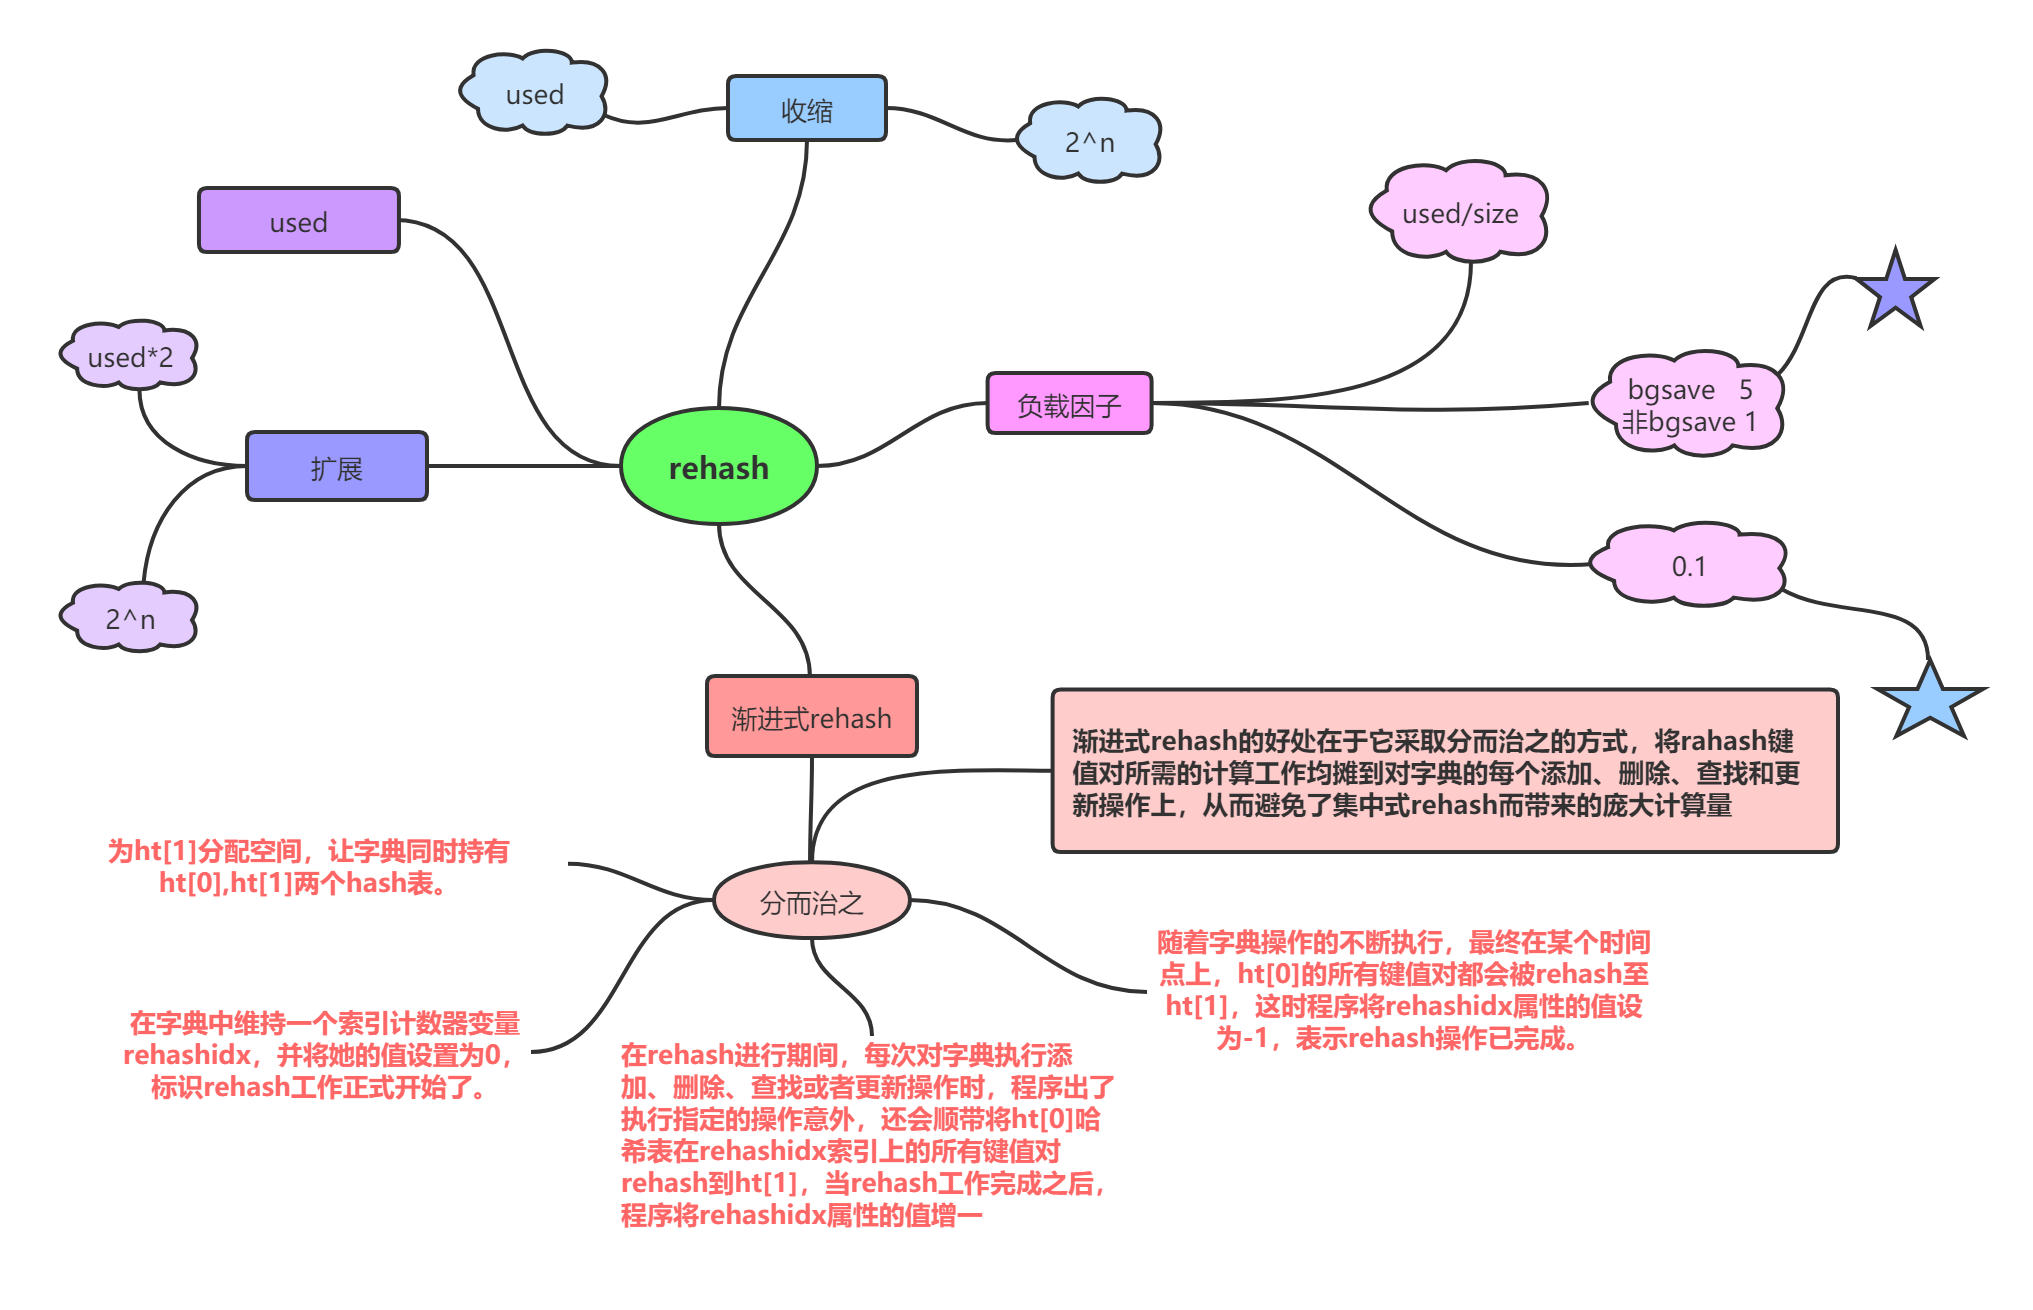 used
收缩
2^n
used
used/size
used*2
bgsave   5
非bgsave 1
负载因子
扩展
rehash
0.1
2^n
渐进式rehash
渐进式rehash的好处在于它采取分而治之的方式，将rahash键
值对所需的计算工作均摊到对字典的每个添加、删除、查找和更
新操作上，从而避免了集中式rehash而带来的庞大计算量
为ht[1]分配空间，让字典同时持有
ht[0],ht[1]两个hash表。
分而治之
随着字典操作的不断执行，最终在某个时间
点上，ht[0]的所有键值对都会被rehash至
ht[1]，这时程序将rehashidx属性的值设
为-1，表示rehash操作已完成。
在字典中维持一个索引计数器变量
rehashidx，并将她的值设置为0，
标识rehash工作正式开始了。
在rehash进行期间，每次对字典执行添
加、删除、查找或者更新操作时，程序出了
执行指定的操作意外，还会顺带将ht[0]哈
希表在rehashidx索引上的所有键值对
rehash到ht[1]，当rehash工作完成之后，
程序将rehashidx属性的值增一